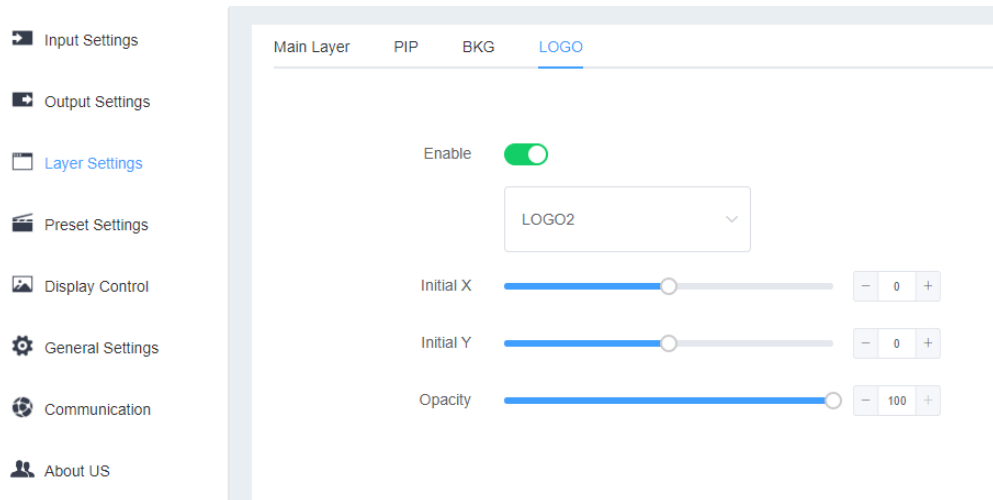 Input Settings
Output Settings
Layer Settings
Preset Settings
Display Control
General Settings
Communication
About US
Main Layer PIP BKG LOGO
Enable
LOGO2
Initial X − 0 +
Initial Y − 0 +
Opacity − 100 +